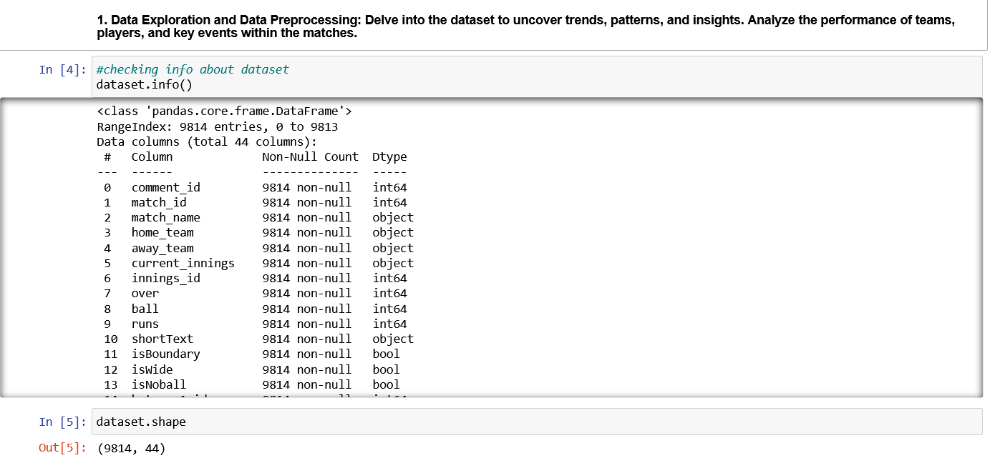 1. Data Exploration and Data Preprocessing: Delve into the dataset to uncover trends, patterns, and insights. Analyze the performance of teams,
players, and key events within the matches.
In [4]: #checking info about dataset
dataset.info()
<class 'pandas.core.frame.DataFrame'>
RangeIndex: 9814 entries, 0 to 9813
Data columns (total 44 columns):
 #   Column             Non-Null Count  Dtype
---  ------             --------------  -----
 0   comment_id         9814 non-null   int64
 1   match_id           9814 non-null   int64
 2   match_name         9814 non-null   object
 3   home_team          9814 non-null   object
 4   away_team          9814 non-null   object
 5   current_innings    9814 non-null   object
 6   innings_id         9814 non-null   int64
 7   over               9814 non-null   int64
 8   ball               9814 non-null   int64
 9   runs               9814 non-null   int64
 10  shortText          9814 non-null   object
 11  isBoundary         9814 non-null   bool
 12  isWide             9814 non-null   bool
 13  isNoball           9814 non-null   bool
In [5]: dataset.shape
Out[5]: (9814, 44)